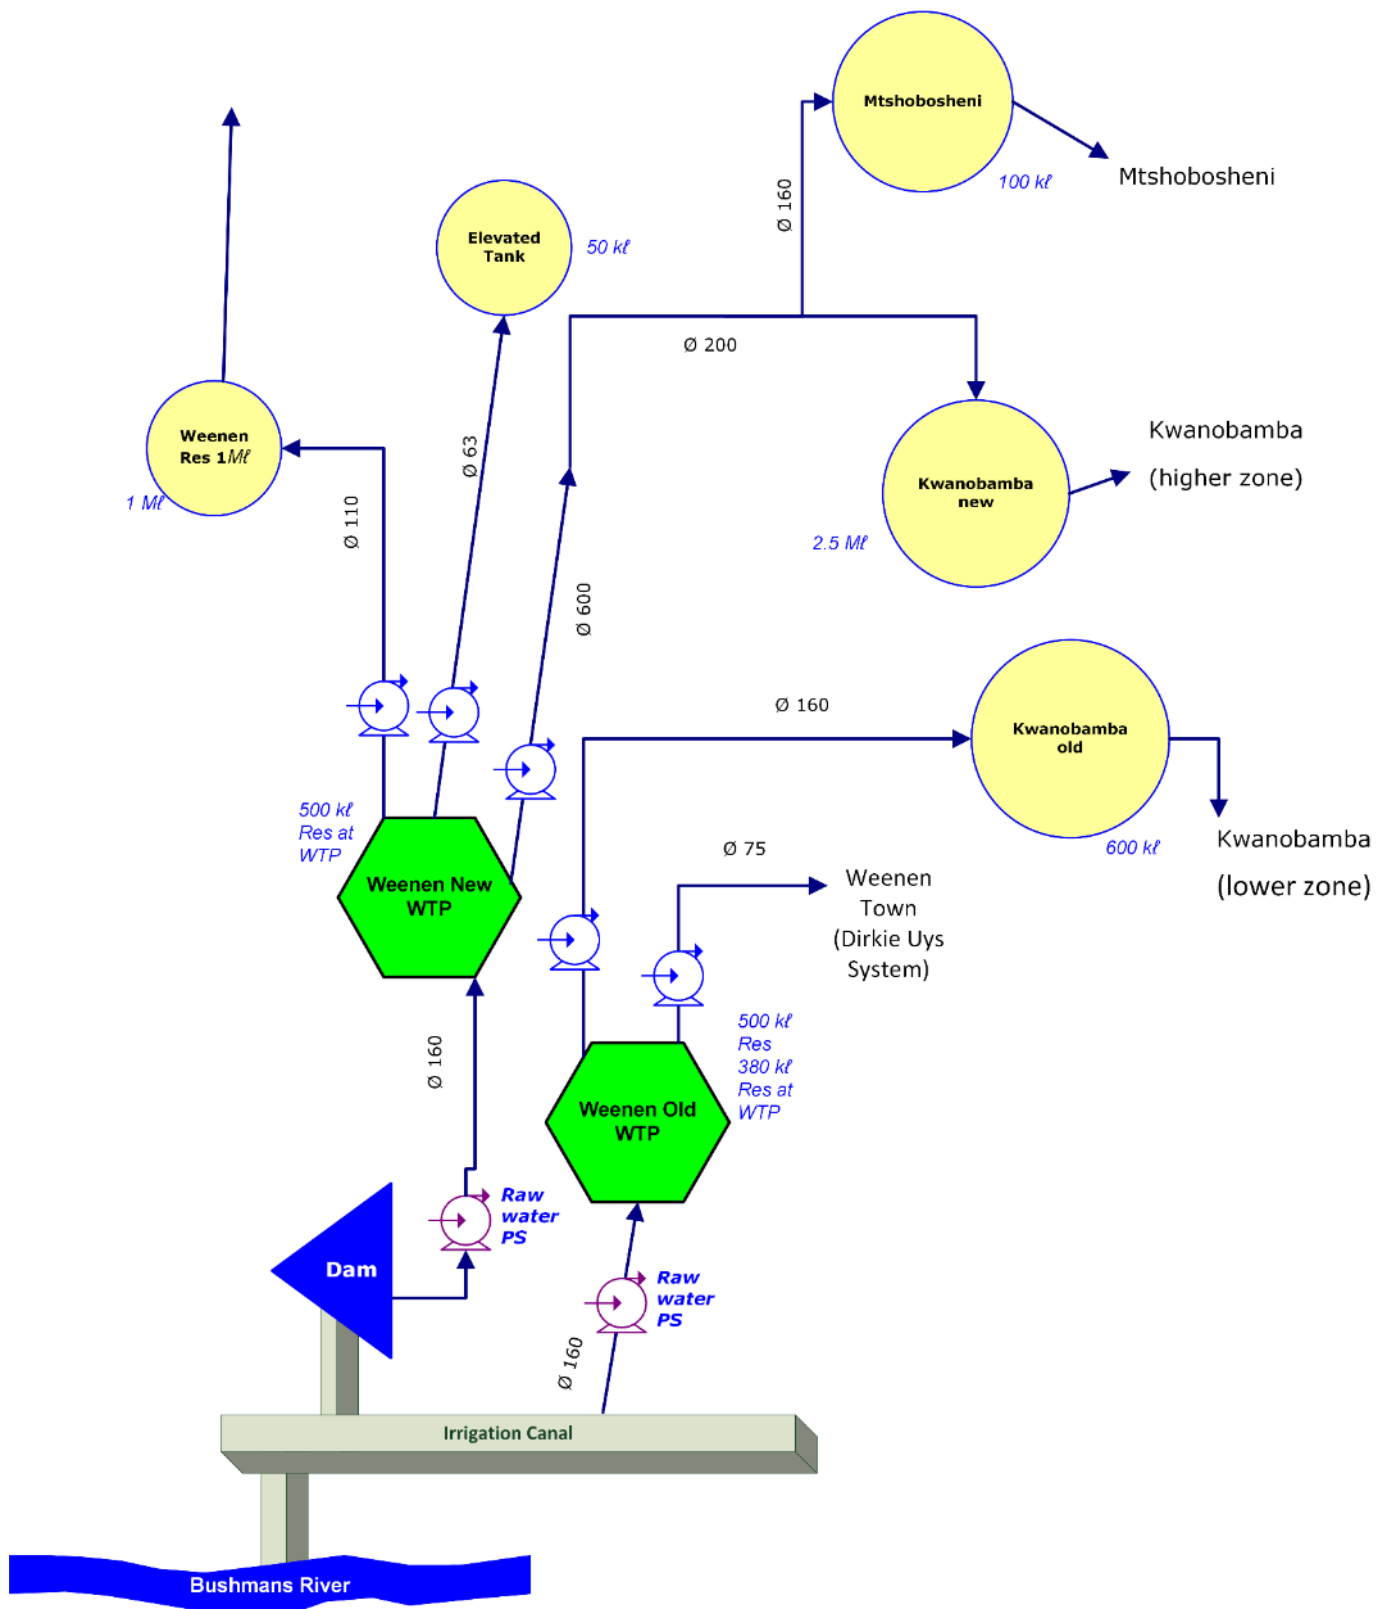 Mtshobosheni
100 kℓ
Mtshobosheni
Ø 160
Elevated
Tank
50 kℓ
Ø 200
Weenen
Res 1Mℓ
1 Mℓ
Ø 110
Ø 63
Ø 600
Kwanobamba
new
2.5 Mℓ
Kwanobamba
(higher zone)
Ø 160
Kwanobamba
old
600 kℓ
Kwanobamba
(lower zone)
500 kℓ
Res at
WTP
Weenen New
WTP
Ø 75
Weenen
Town
(Dirkie Uys
System)
Ø 160
500 kℓ
Res
380 kℓ
Res at
WTP
Weenen Old
WTP
Raw
water
PS
Dam
Raw
water
PS
Ø 160
Irrigation Canal
Bushmans River